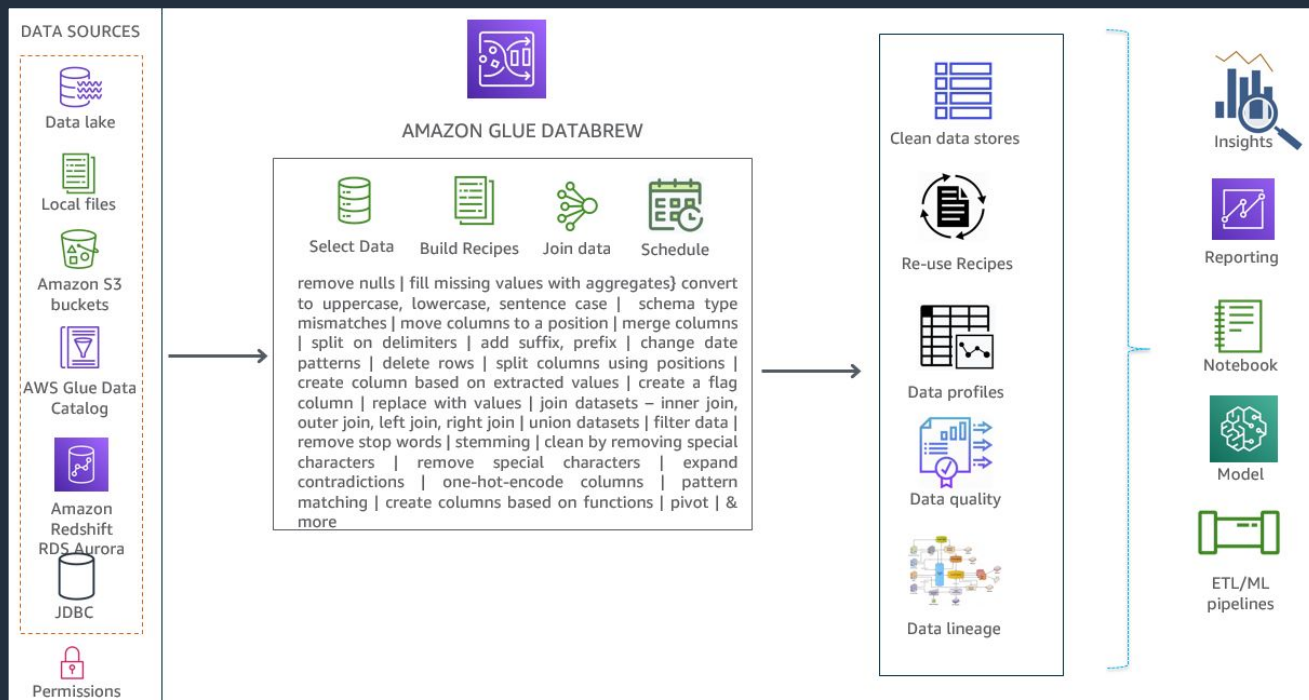 DATA SOURCES
Data lake
Local files
Amazon S3
buckets
AWS Glue Data
Catalog
Amazon
Redshift
RDS Aurora
JDBC
Permissions
AMAZON GLUE DATABREW
Select Data
Build Recipes
Join data
Schedule
remove nulls | fill missing values with aggregates} convert
to uppercase, lowercase, sentence case | schema type
mismatches | move columns to a position | merge columns
| split on delimiters | add suffix, prefix | change date
patterns | delete rows | split columns using positions |
create column based on extracted values | create a flag
column | replace with values | join datasets – inner join,
outer join, left join, right join | union datasets | filter data |
remove stop words | stemming | clean by removing special
characters | remove special characters | expand
contradictions | one-hot-encode columns | pattern
matching | create columns based on functions | pivot | &
more
Clean data stores
Re-use Recipes
Data profiles
Data quality
Data lineage
Insights
Reporting
Notebook
Model
ETL/ML
pipelines